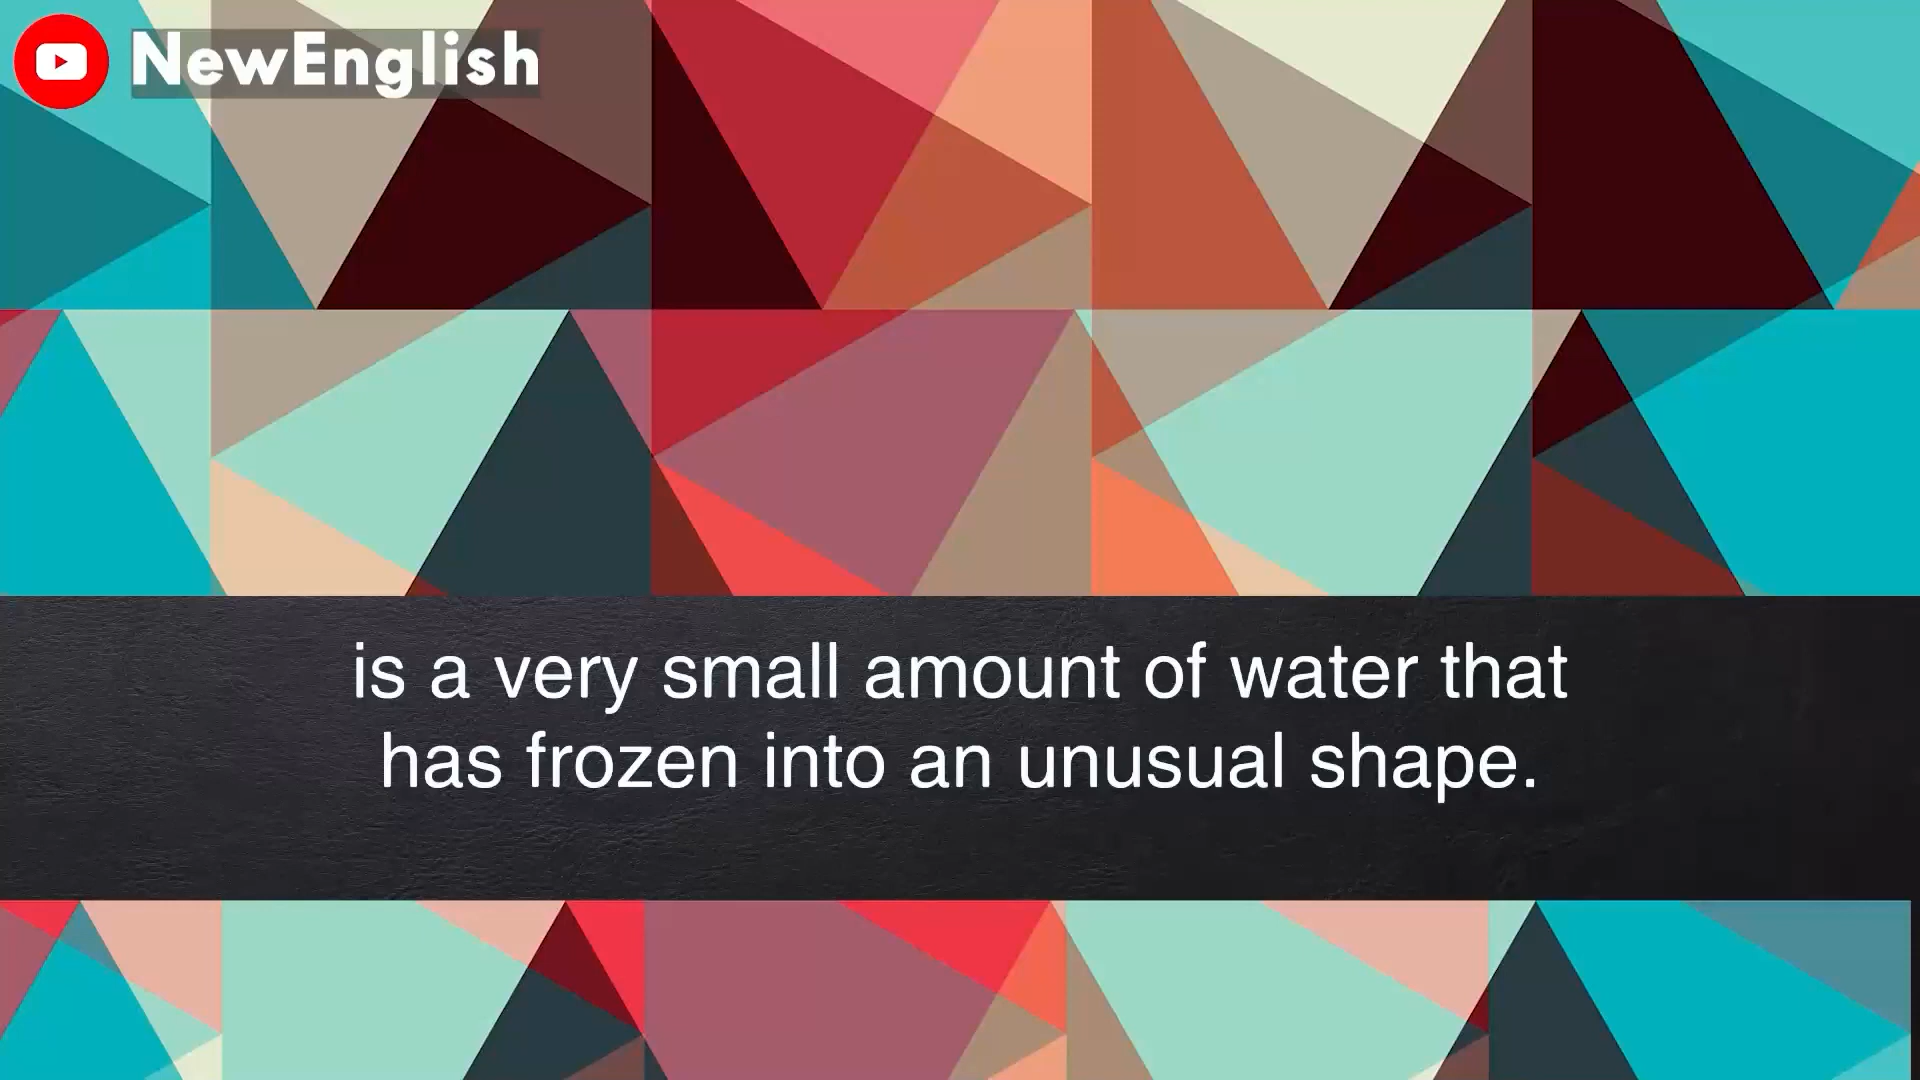 NewEnglish
is a very small amount of water that
has frozen into an unusual shape.